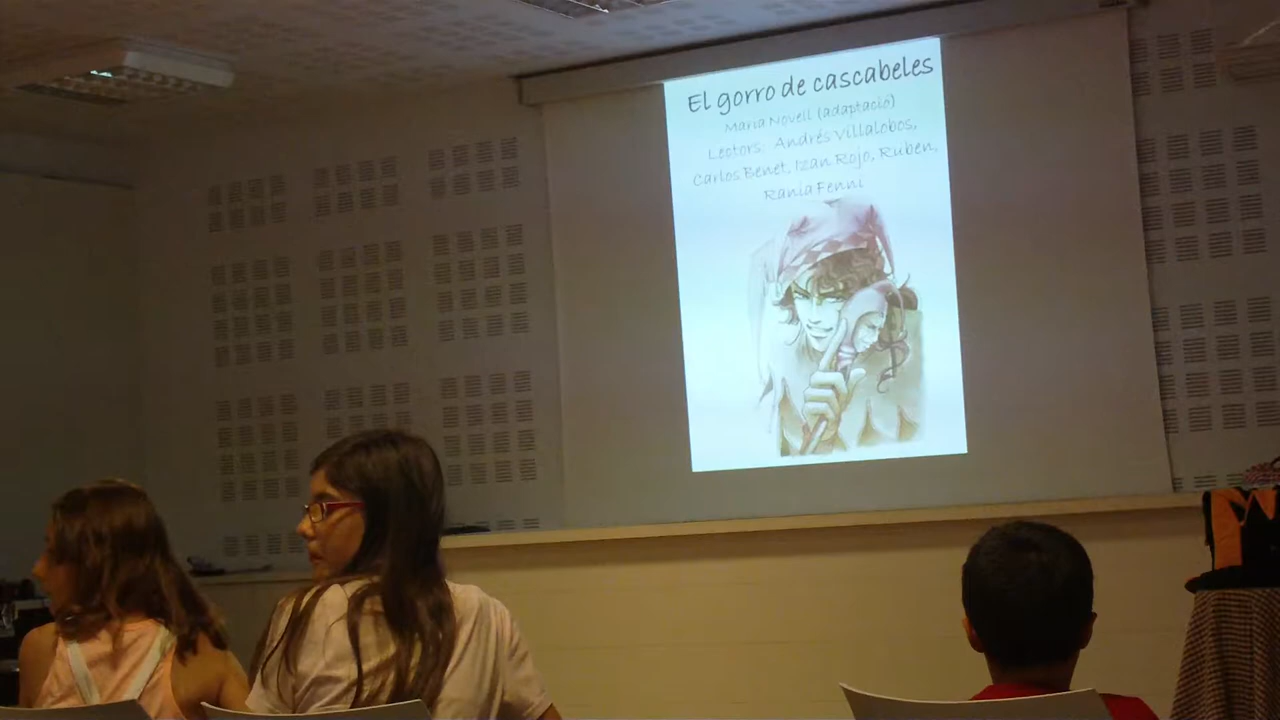 El gorro de cascabeles
Maria Novell (adaptació)
Lectors: Andrés Villalobos,
Carlos Benet, Izan Rojo, Ruben,
Rania Fenni